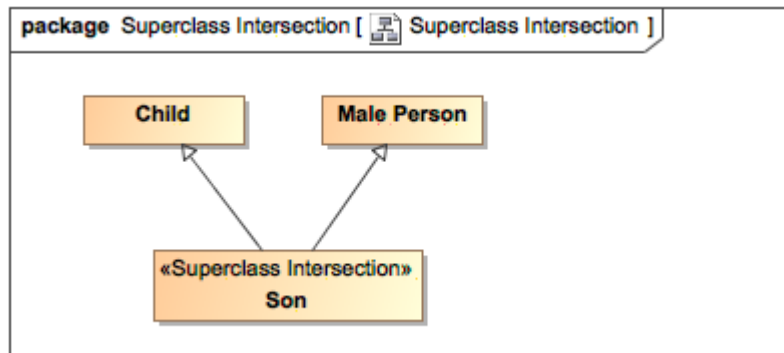 package Superclass Intersection [ Superclass Intersection ]
Child
Male Person
«Superclass Intersection»
Son